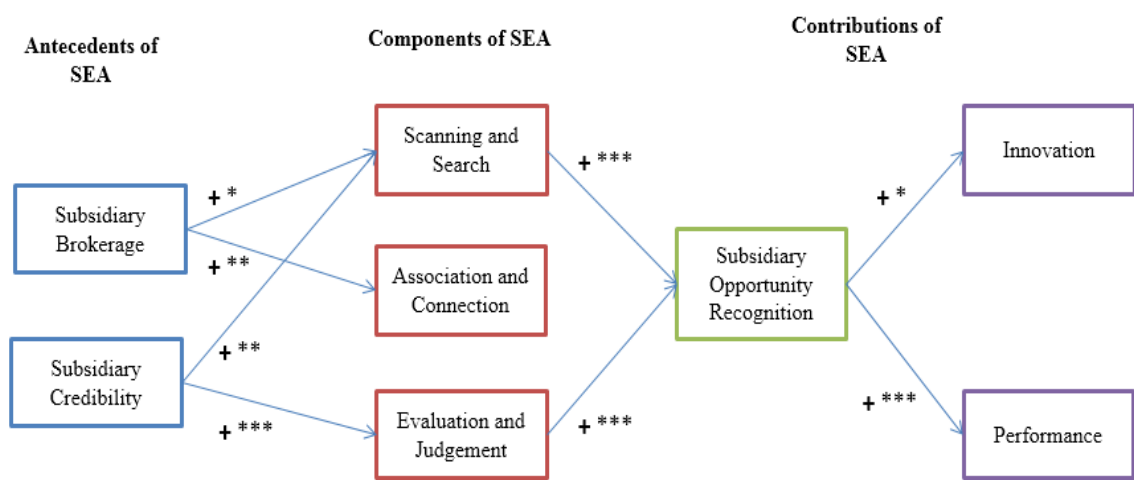 Antecedents of
SEA
Components of SEA
Contributions of
SEA
Subsidiary
Brokerage
Subsidiary
Credibility
+ *
+ **
+ **
+ ***
Scanning and
Search
Association and
Connection
Evaluation and
Judgement
+ ***
+ ***
Subsidiary
Opportunity
Recognition
+ *
+ ***
Innovation
Performance